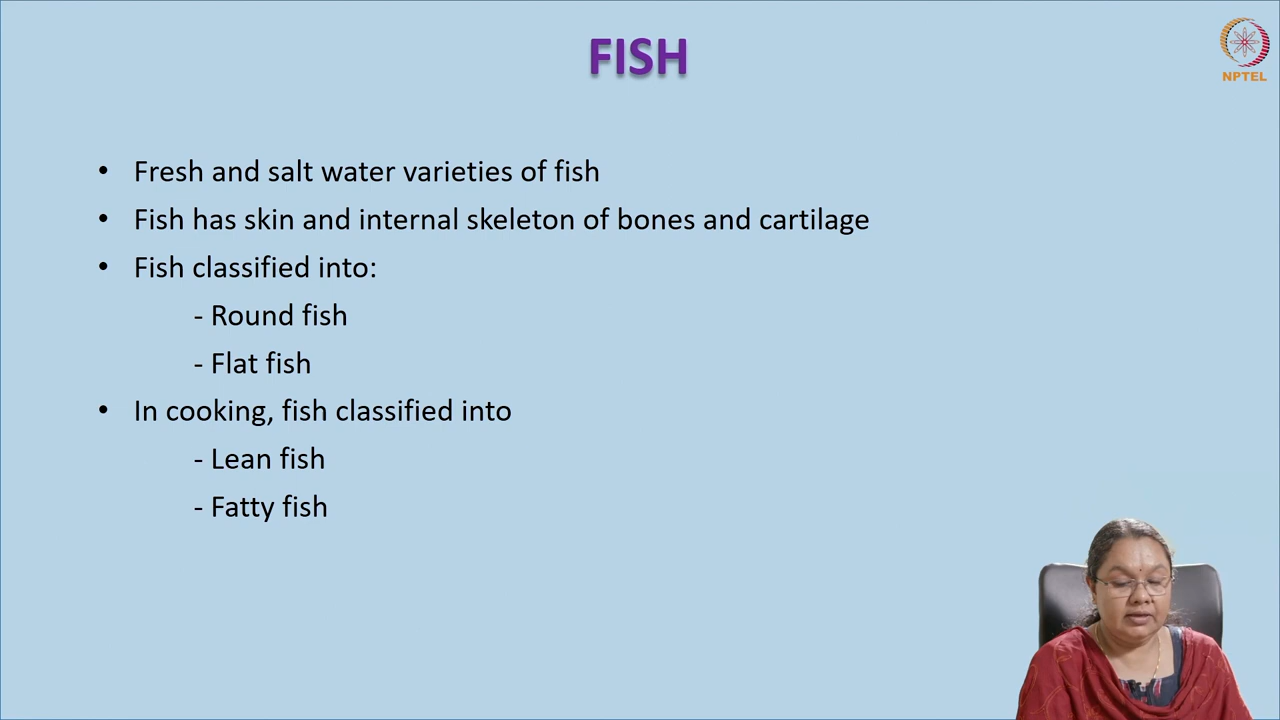 FISH
NPTEL
• Fresh and salt water varieties of fish
• Fish has skin and internal skeleton of bones and cartilage
• Fish classified into:
- Round fish
- Flat fish
• In cooking, fish classified into
- Lean fish
- Fatty fish